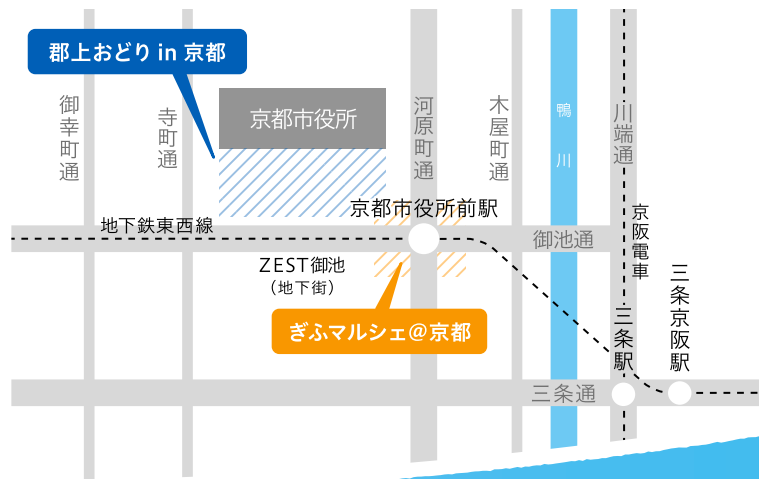 郡上おどり in 京都
御幸町通
寺町通
京都市役所
河原町通
木屋町通
鴨川
川端通
京都市役所前駅
地下鉄東西線
御池通
京阪電車
ZEST御池
（地下街）
三条京阪駅
ぎふマルシェ@京都
三条駅
三条通